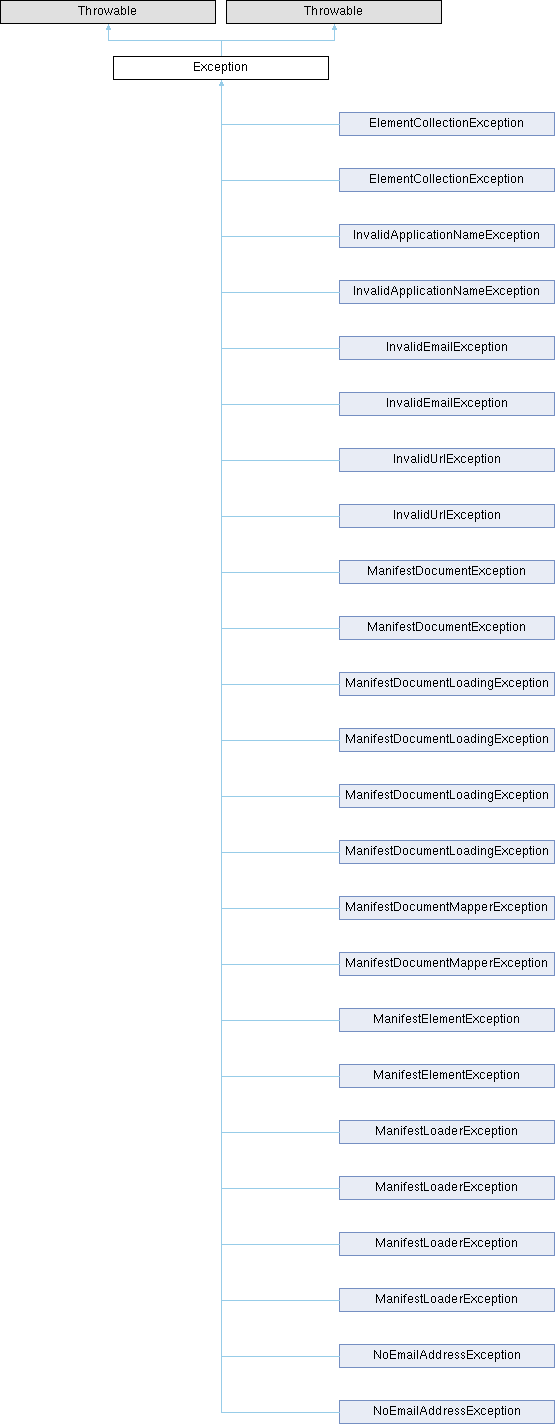 Throwable
Throwable
Exception
ElementCollectionException
ElementCollectionException
InvalidApplicationNameException
InvalidApplicationNameException
InvalidEmailException
InvalidEmailException
InvalidUrlException
InvalidUrlException
ManifestDocumentException
ManifestDocumentException
ManifestDocumentLoadingException
ManifestDocumentLoadingException
ManifestDocumentLoadingException
ManifestDocumentLoadingException
ManifestDocumentMapperException
ManifestDocumentMapperException
ManifestElementException
ManifestElementException
ManifestLoaderException
ManifestLoaderException
ManifestLoaderException
ManifestLoaderException
NoEmailAddressException
NoEmailAddressException